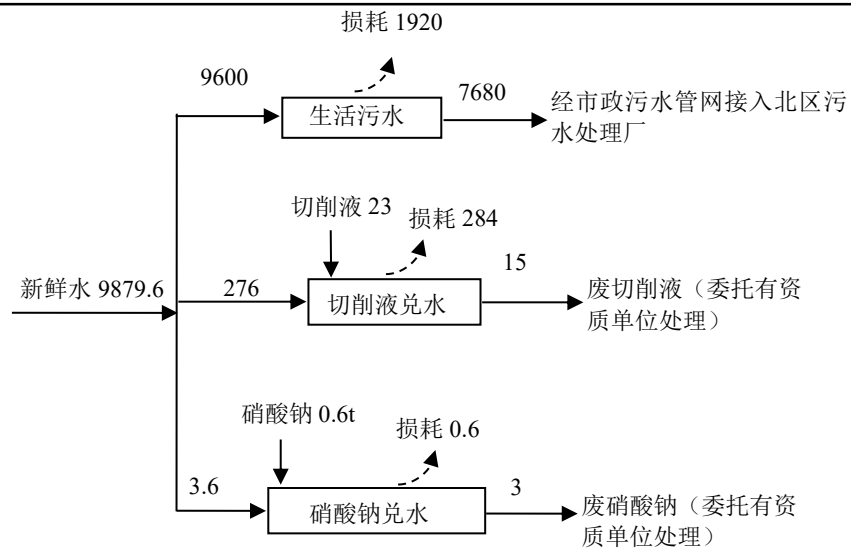 损耗 1920
9600
7680
生活污水
经市政污水管网接入北区污
水处理厂
切削液 23
损耗 284
15
新鲜水 9879.6
276
切削液兑水
废切削液（委托有资
质单位处理）
硝酸钠 0.6t
损耗 0.6
3.6
3
硝酸钠兑水
废硝酸钠（委托有资
质单位处理）